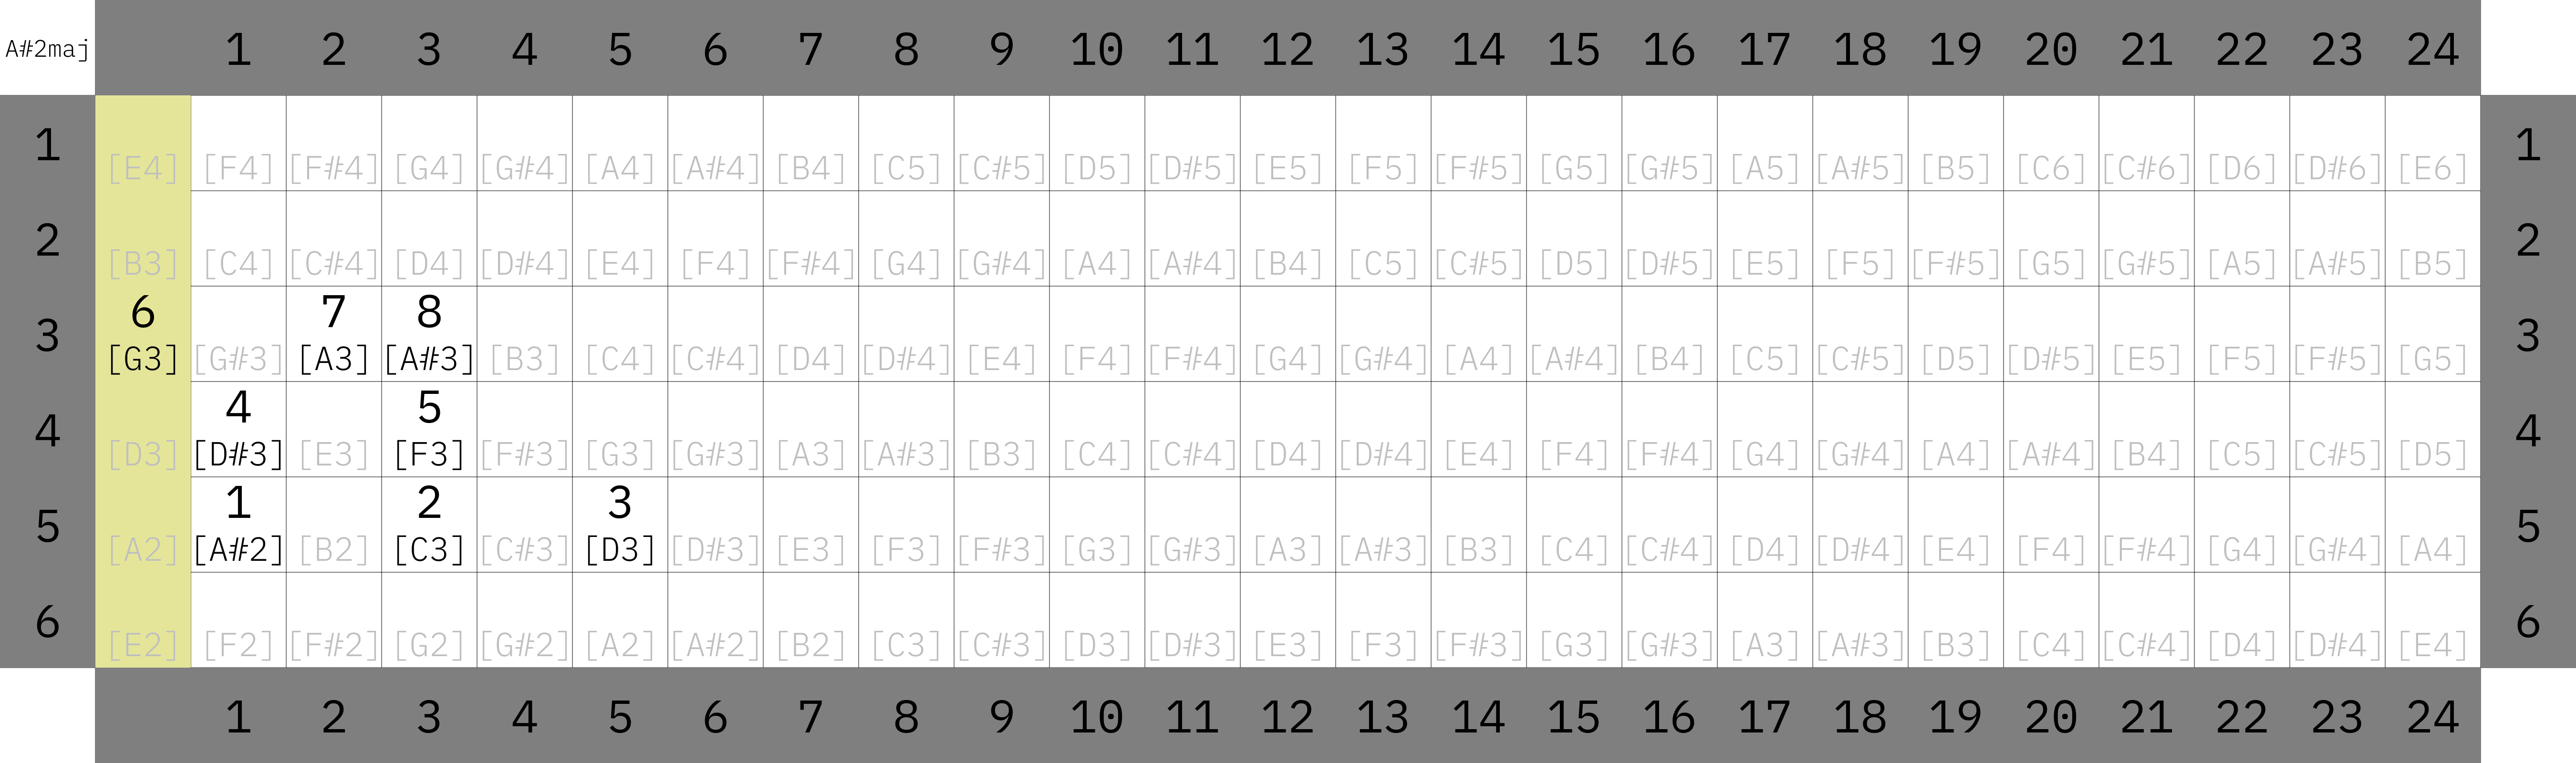 A#2maj 1 2 3 4 5 6 7 8 9 10 11 12 13 14 15 16 17 18 19 20 21 22 23 24
1 [E4] [F4] [F#4] [G4] [G#4] [A4] [A#4] [B4] [C5] [C#5] [D5] [D#5] [E5] [F5] [F#5] [G5] [G#5] [A5] [A#5] [B5] [C6] [C#6] [D6] [D#6] [E6] 1
2 [B3] [C4] [C#4] [D4] [D#4] [E4] [F4] [F#4] [G4] [G#4] [A4] [A#4] [B4] [C5] [C#5] [D5] [D#5] [E5] [F5] [F#5] [G5] [G#5] [A5] [A#5] [B5] 2
6 7 8
3 [G3] [G#3] [A3] [A#3] [B3] [C4] [C#4] [D4] [D#4] [E4] [F4] [F#4] [G4] [G#4] [A4] [A#4] [B4] [C5] [C#5] [D5] [D#5] [E5] [F5] [F#5] [G5] 3
4 5
4 [D3] [D#3] [E3] [F3] [F#3] [G3] [G#3] [A3] [A#3] [B3] [C4] [C#4] [D4] [D#4] [E4] [F4] [F#4] [G4] [G#4] [A4] [A#4] [B4] [C5] [C#5] [D5] 4
1 2 3
5 [A2] [A#2] [B2] [C3] [C#3] [D3] [D#3] [E3] [F3] [F#3] [G3] [G#3] [A3] [A#3] [B3] [C4] [C#4] [D4] [D#4] [E4] [F4] [F#4] [G4] [G#4] [A4] 5
6 [E2] [F2] [F#2] [G2] [G#2] [A2] [A#2] [B2] [C3] [C#3] [D3] [D#3] [E3] [F3] [F#3] [G3] [G#3] [A3] [A#3] [B3] [C4] [C#4] [D4] [D#4] [E4] 6
1 2 3 4 5 6 7 8 9 10 11 12 13 14 15 16 17 18 19 20 21 22 23 24